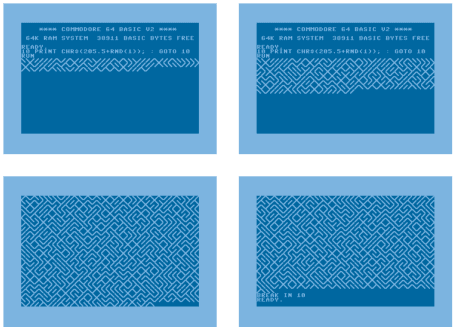 **** COMMODORE 64 BASIC V2 ****
64K RAM SYSTEM 38911 BASIC BYTES FREE
READY.
10 PRINT CHR$(205.5+RND(1)); : GOTO 10
RUN
**** COMMODORE 64 BASIC V2 ****
64K RAM SYSTEM 38911 BASIC BYTES FREE
READY.
10 PRINT CHR$(205.5+RND(1)); : GOTO 10
RUN
BREAK IN 10
READY.